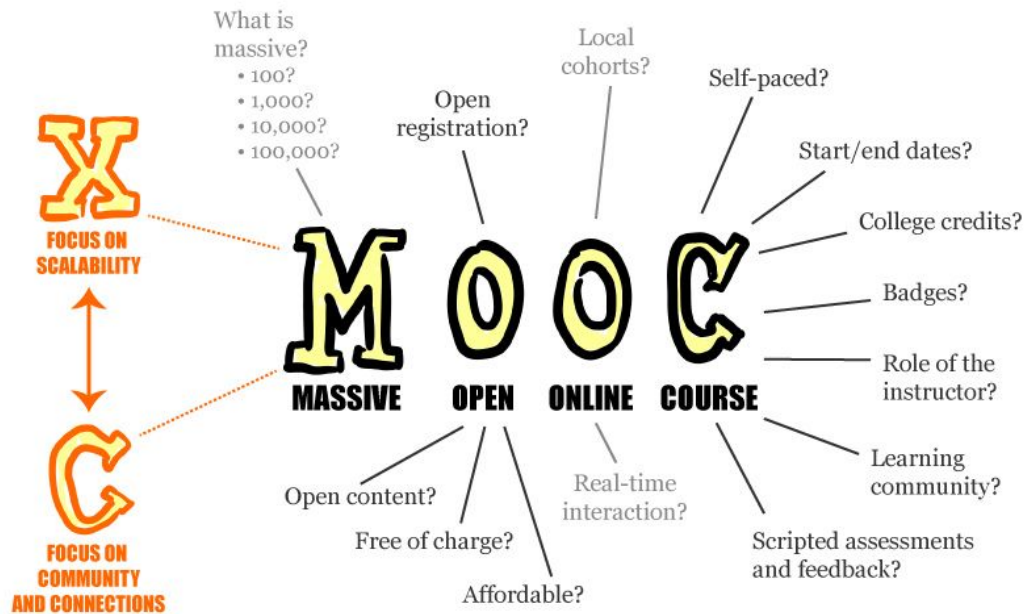 What is
massive?
• 100?
• 1,000?
• 10,000?
• 100,000?
Open
registration?
Local
cohorts?
Self-paced?
Start/end dates?
College credits?
Badges?
Role of the
instructor?
Learning
community?
Scripted assessments
and feedback?
X
FOCUS ON
SCALABILITY
C
FOCUS ON
COMMUNITY
AND CONNECTIONS
MOOC
MASSIVE OPEN ONLINE COURSE
Open content?
Free of charge?
Affordable?
Real-time
interaction?